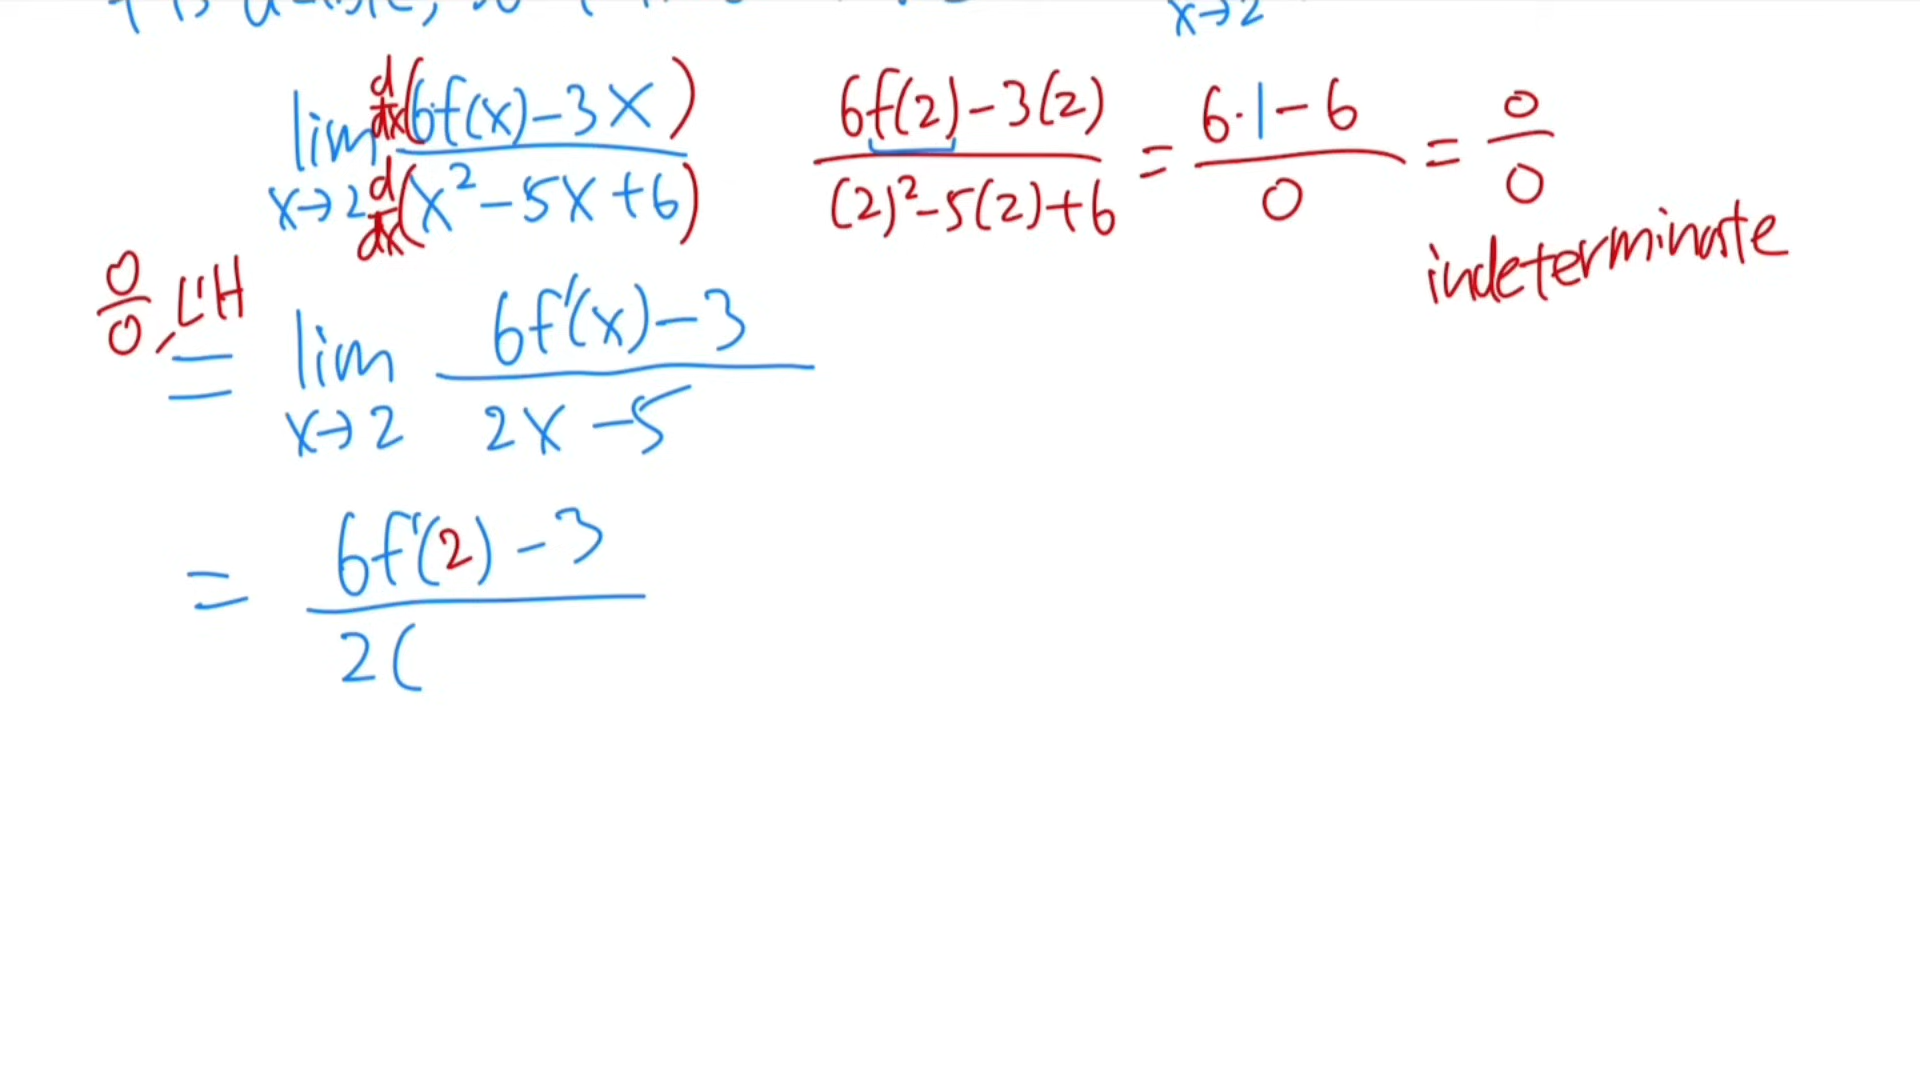 x→2
lim x→2 d/dx(6f(x)-3x) / d/dx(x²-5x+6)   (6f(2)-3(2)) / ((2)²-5(2)+6) = (6·1-6)/0 = 0/0
indeterminate
0/0, L'H
= lim x→2 (6f'(x)-3) / (2x-5)
= (6f'(2)-3) / 2(